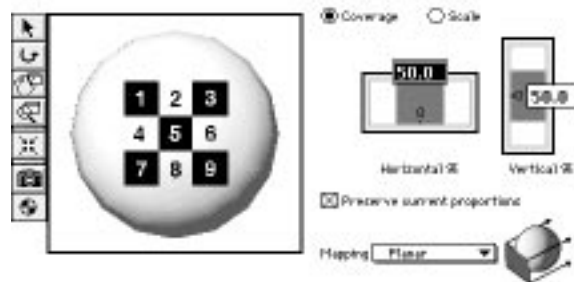 Coverage Scale
50.0
50.0
Horizontal % Vertical %
Preserve current proportions
Mapping Planar
1 2 3
4 5 6
7 8 9